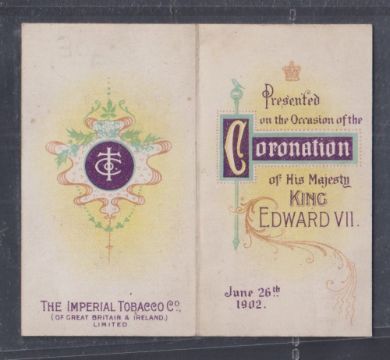 ITC
THE IMPERIAL TOBACCO Co.,
(OF GREAT BRITAIN & IRELAND.)
LIMITED
Presented
on the Occasion of the
Coronation
of His Majesty
KING
EDWARD VII.
June 26th
1902.